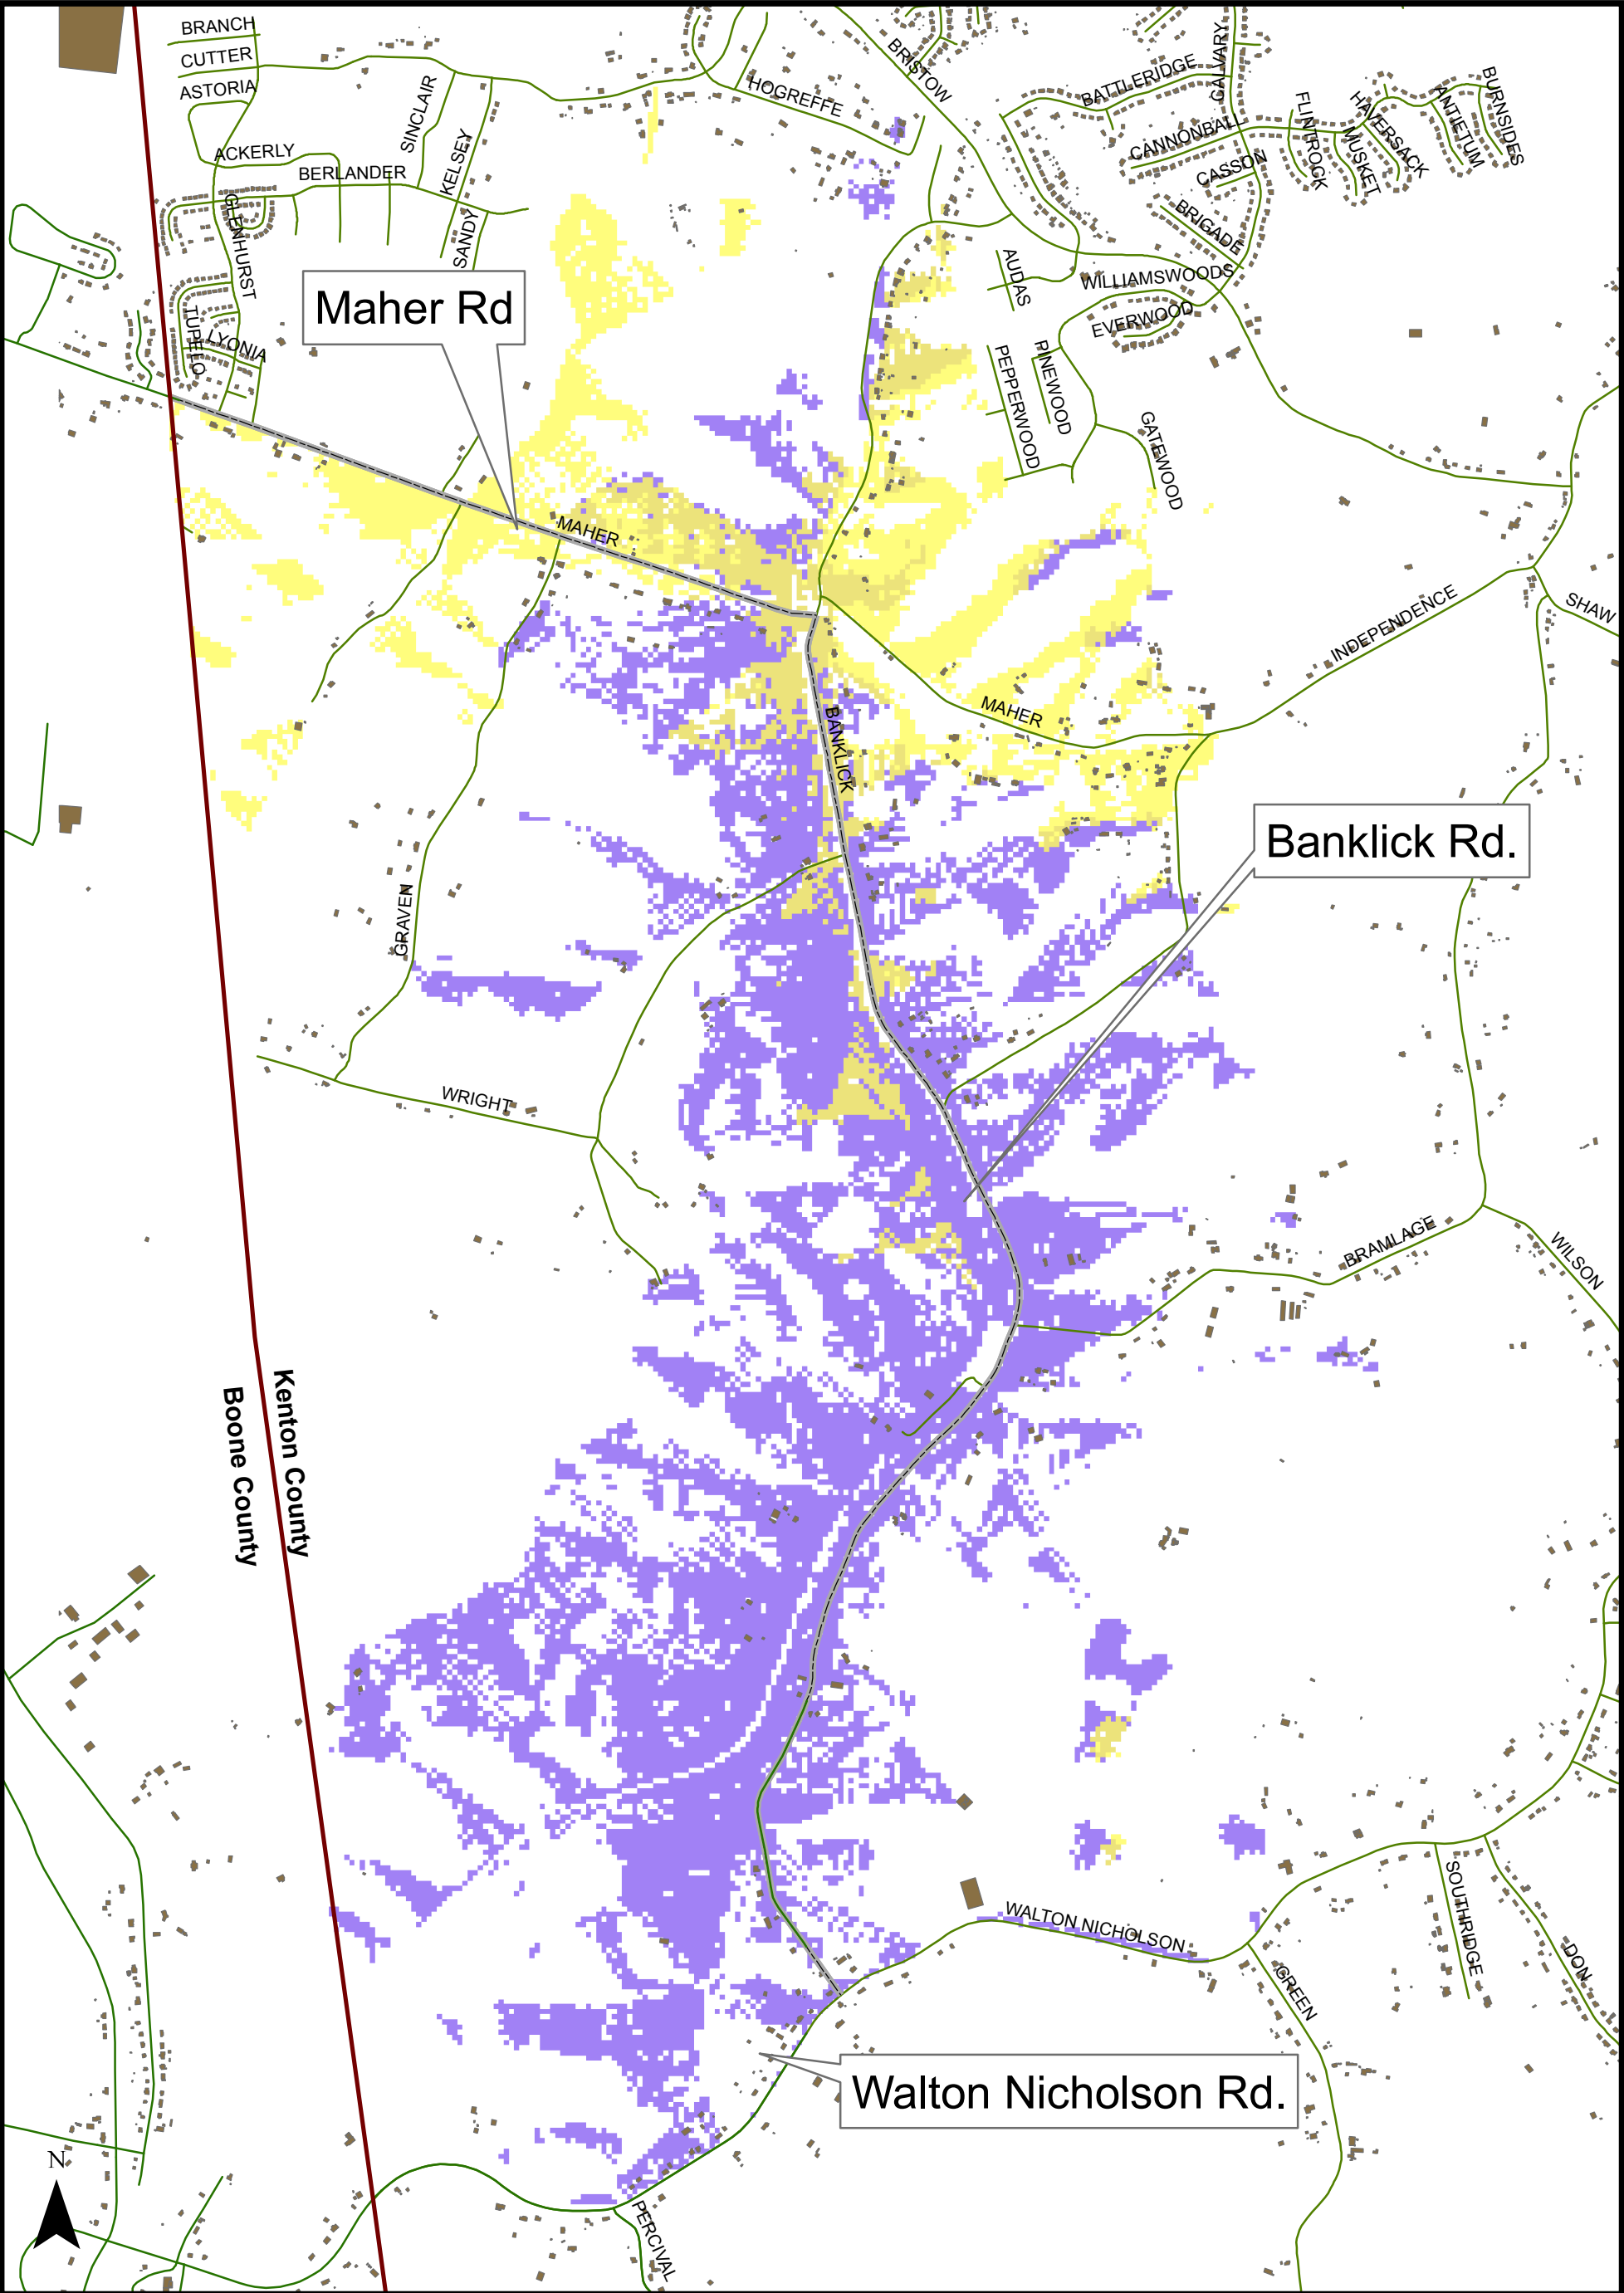 BRANCH
CUTTER
ASTORIA
ACKERLY
BERLANDER
SINCLAIR
KELSEY
SANDY
GLENHURST
TUPELO
LYONIA
HOGREFFE
BRISTOW
BATTLERIDGE
CALVARY
CANNONBALL
CASSON
BRIGADE
FLINTROCK
MUSKET
HAVERSACK
ANTIETUM
BURNSIDES
AUDAS
WILLIAMSWOODS
EVERWOOD
PINEWOOD
PEPPERWOOD
GATEWOOD
Maher Rd
MAHER
INDEPENDENCE
SHAW
MAHER
BANKLICK
Banklick Rd.
GRAVEN
WRIGHT
BRAMLAGE
WILSON
Kenton County
Boone County
WALTON NICHOLSON
SOUTHRIDGE
DON
GREEN
Walton Nicholson Rd.
N
PERCIVAL